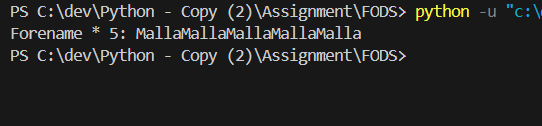 PS C:\dev\Python - Copy (2)\Assignment\FODS> python -u "c:\
Forename * 5: MallaMallaMallaMallaMalla
PS C:\dev\Python - Copy (2)\Assignment\FODS>